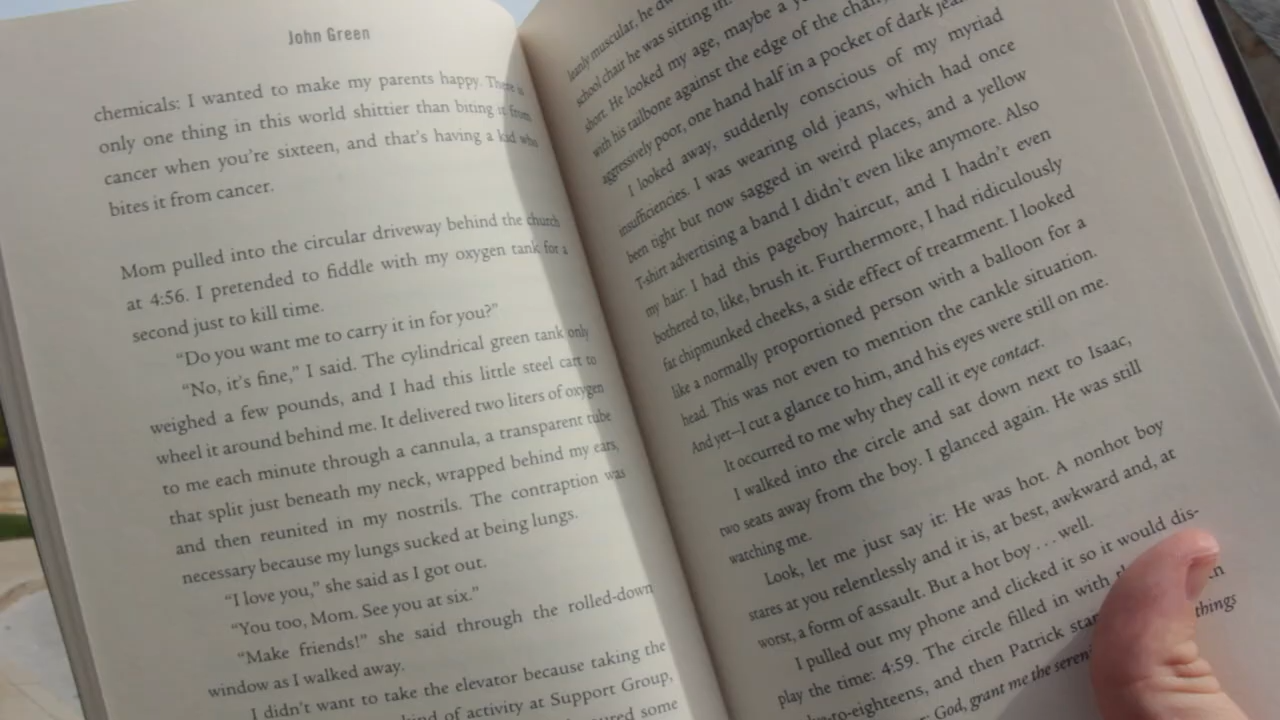 John Green
chemicals: I wanted to make my parents happy. There is
only one thing in this world shittier than biting it from
cancer when you're sixteen, and that's having a kid who
bites it from cancer.
Mom pulled into the circular driveway behind the church
at 4:56. I pretended to fiddle with my oxygen tank for a
second just to kill time.
“Do you want me to carry it in for you?”
“No, it's fine,” I said. The cylindrical green tank only
weighed a few pounds, and I had this little steel cart to
wheel it around behind me. It delivered two liters of oxygen
to me each minute through a cannula, a transparent tube
that split just beneath my neck, wrapped behind my ears,
and then reunited in my nostrils. The contraption was
necessary because my lungs sucked at being lungs.
“I love you,” she said as I got out.
“You too, Mom. See you at six.”
“Make friends!” she said through the rolled-down
window as I walked away.
I didn't want to take the elevator because taking the
kind of activity at Support Group,
some
leanly muscular, he
school chair he was sitting in.
short. He looked my age, maybe a
with his tailbone against the edge of the chair,
aggressively poor, one hand half in a pocket of dark
I looked away, suddenly conscious of my myriad
insufficiencies. I was wearing old jeans, which had once
been tight but now sagged in weird places, and a yellow
T-shirt advertising a band I didn't even like anymore. Also
my hair: I had this pageboy haircut, and I hadn't even
bothered to, like, brush it. Furthermore, I had ridiculously
fat chipmunked cheeks, a side effect of treatment. I looked
like a normally proportioned person with a balloon for a
head. This was not even to mention the cankle situation.
And yet—I cut a glance to him, and his eyes were still on me.
It occurred to me why they call it eye contact.
I walked into the circle and sat down next to Isaac,
two seats away from the boy. I glanced again. He was still
watching me.
Look, let me just say it: He was hot. A nonhot boy
stares at you relentlessly and it is, at best, awkward and, at
worst, a form of assault. But a hot boy . . . well.
I pulled out my phone and clicked it so it would dis-
play the time: 4:59. The circle filled in with
-to-eighteens, and then Patrick
God, grant me the
things